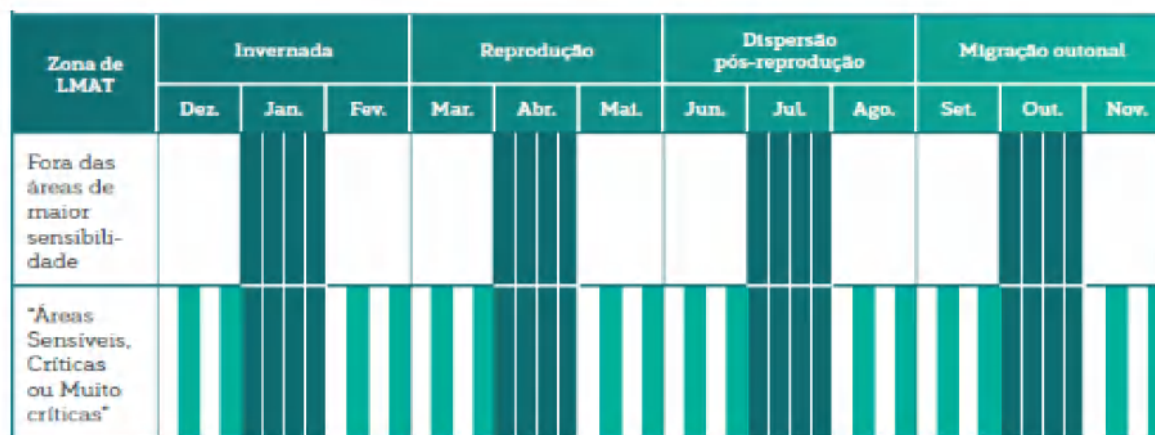 Zona de
LMAT
Invernada
Reprodução
Dispersão
pós-reprodução
Migração outonal
Dez. Jan. Fev. Mar. Abr. Mai. Jun. Jul. Ago. Set. Out. Nov.
Fora das
áreas de
maior
sensibili-
dade
"Áreas
Sensíveis,
Críticas
ou Muito
críticas"